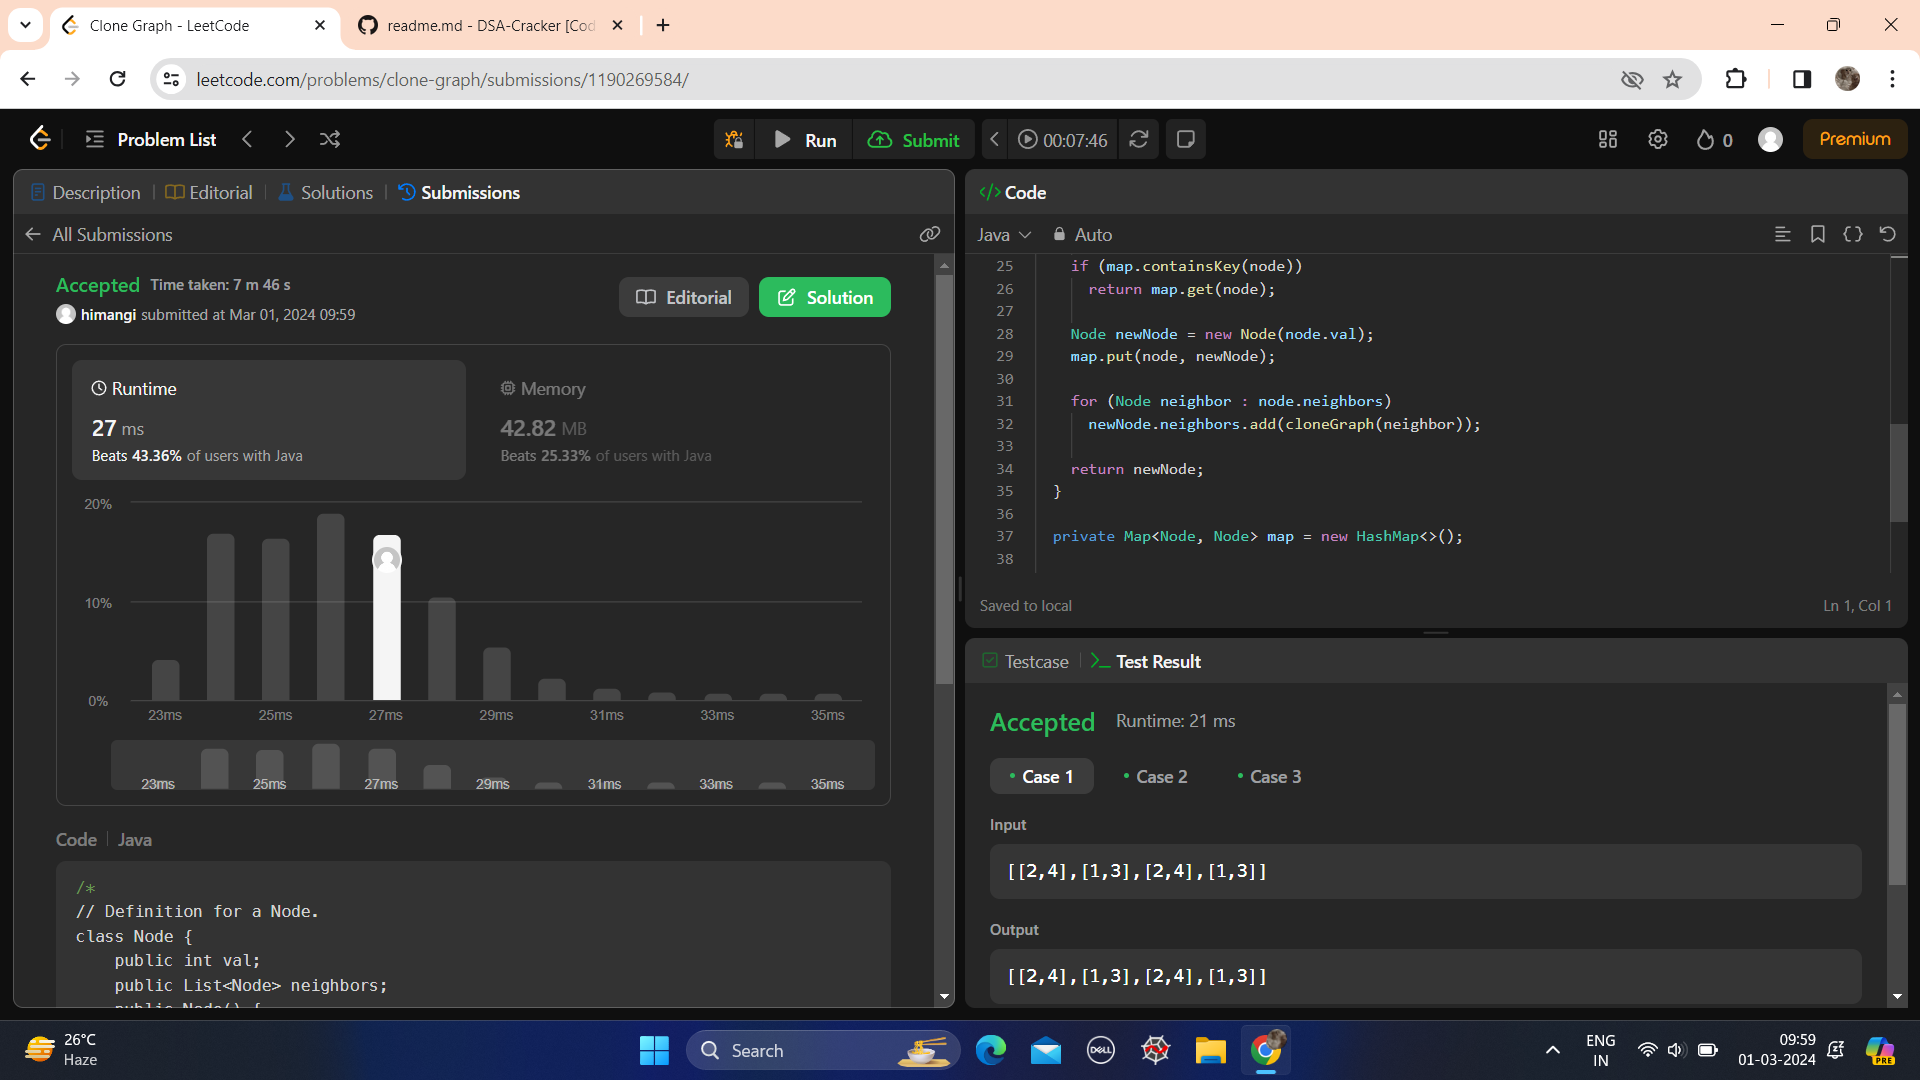 Clone Graph - LeetCode
readme.md - DSA-Cracker [Cod
leetcode.com/problems/clone-graph/submissions/1190269584/
Problem List
Run
Submit
00:07:46
0
Premium
Description
Editorial
Solutions
Submissions
All Submissions
Accepted Time taken: 7 m 46 s
himangi submitted at Mar 01, 2024 09:59
Editorial
Solution
Runtime
27 ms
Beats 43.36% of users with Java
Memory
42.82 MB
Beats 25.33% of users with Java
20%
10%
0%
23ms 25ms 27ms 29ms 31ms 33ms 35ms
23ms 25ms 27ms 29ms 31ms 33ms 35ms
Code Java
/*
// Definition for a Node.
class Node {
public int val;
public List<Node> neighbors;
public Node() {
</> Code
Java
Auto
25 if (map.containsKey(node))
26 return map.get(node);
27
28 Node newNode = new Node(node.val);
29 map.put(node, newNode);
30
31 for (Node neighbor : node.neighbors)
32 newNode.neighbors.add(cloneGraph(neighbor));
33
34 return newNode;
35 }
36
37 private Map<Node, Node> map = new HashMap<>();
38
Saved to local
Ln 1, Col 1
Testcase
Test Result
Accepted Runtime: 21 ms
Case 1
Case 2
Case 3
Input
[[2,4],[1,3],[2,4],[1,3]]
Output
[[2,4],[1,3],[2,4],[1,3]]
26°C
Haze
Search
DELL
ENG
IN
09:59
01-03-2024
PRE